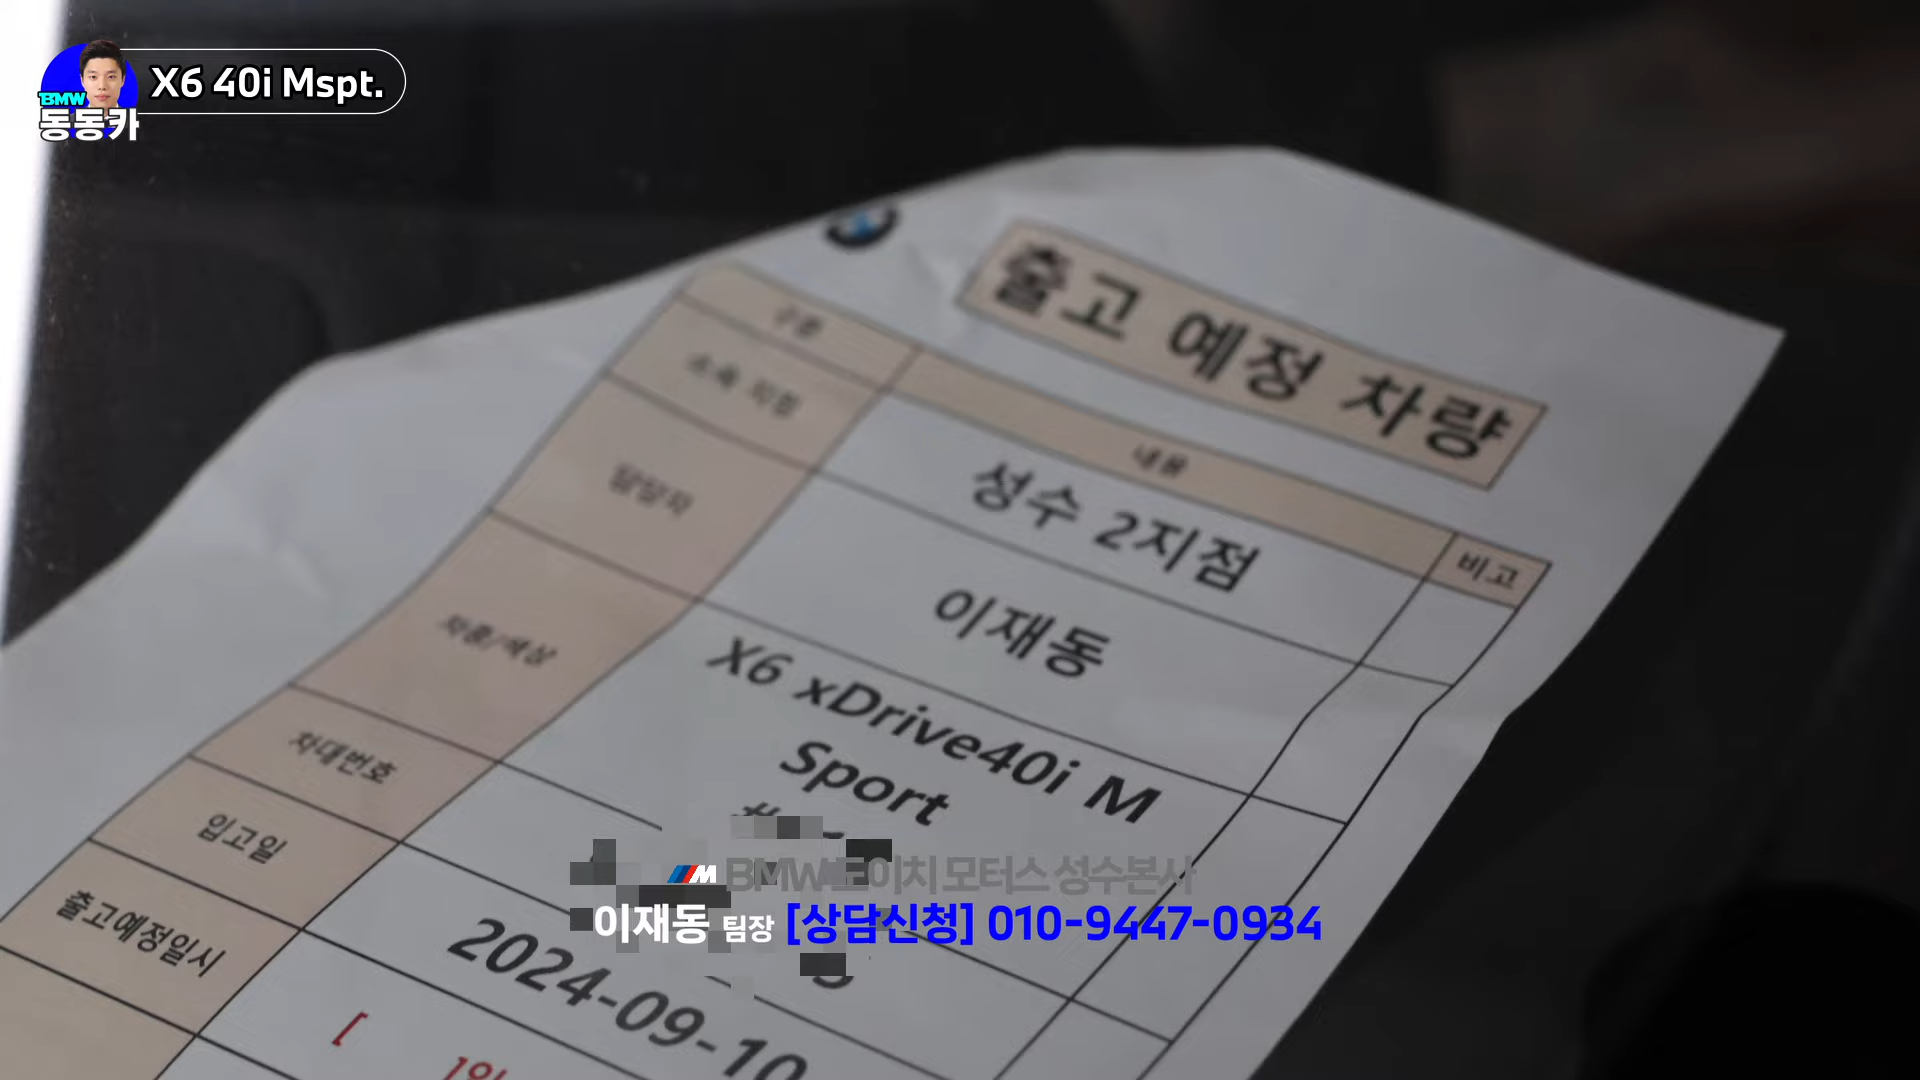 X6 40i Mspt.
BMW
동동카
출고 예정 차량
구분
내용
비고
소속 지점
성수 2지점
담당자
이재동
차종/색상
X6 xDrive40i M
Sport
차대번호
입고일
2024-09-10
출고예정일시
[
M BMW 도이치 모터스 성수본사
이재동 팀장 [상담신청] 010-9447-0934